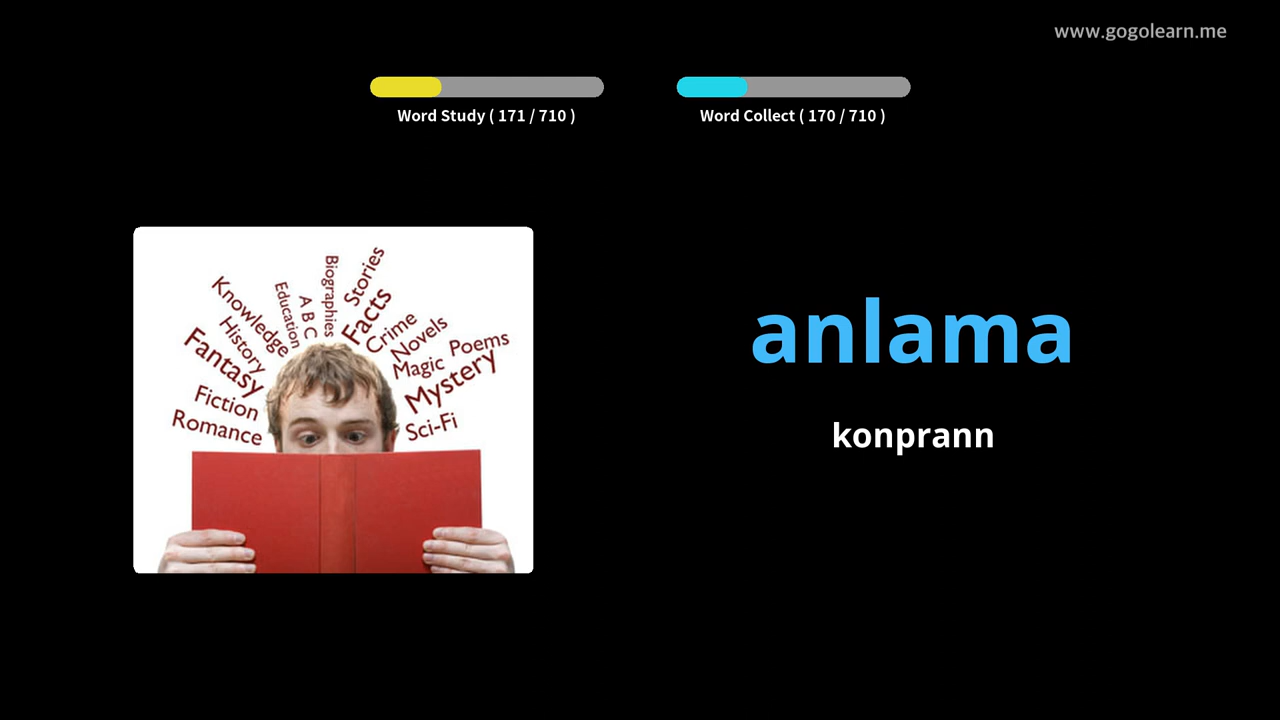 www.gogolearn.me
Word Study ( 171 / 710 )
Word Collect ( 170 / 710 )
Knowledge
Education
A B C
Biographies
Stories
Facts
History
Crime
Novels
Poems
Fantasy
Magic
Mystery
Fiction
Romance
Sci-Fi
anlama
konprann